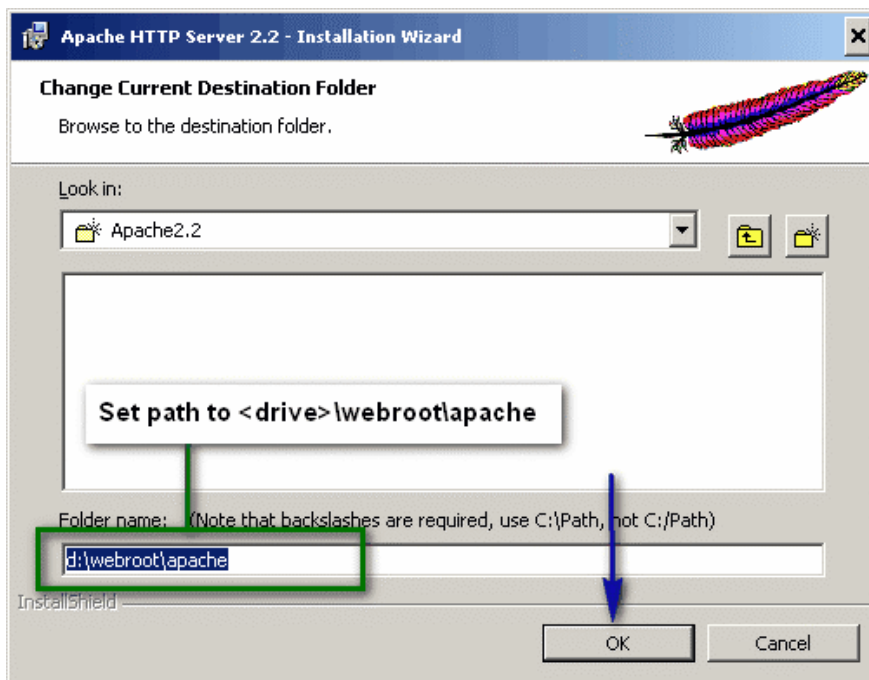 Apache HTTP Server 2.2 - Installation Wizard
Change Current Destination Folder
Browse to the destination folder.
Look in:
Apache2.2
Set path to <drive>\webroot\apache
Folder name: (Note that backslashes are required, use C:\Path, not C:/Path)
d:\webroot\apache
InstallShield
OK Cancel